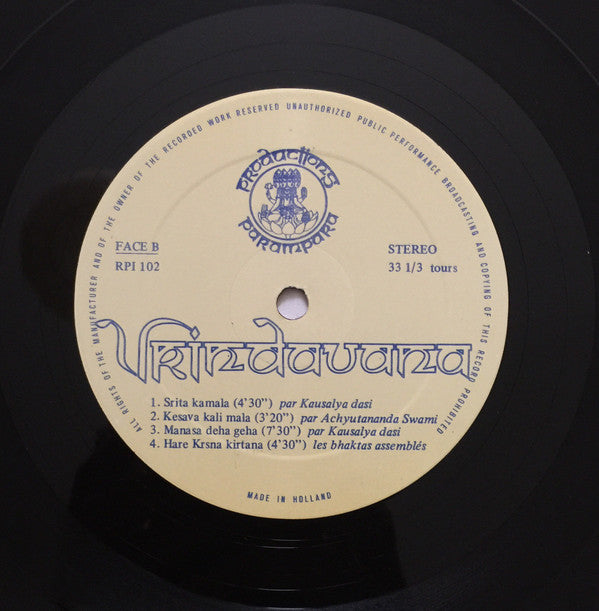 ALL RIGHTS OF THE MANUFACTURER AND OF THE OWNER OF THE RECORDED WORK RESERVED UNAUTHORIZED PUBLIC PERFORMANCE BROADCASTING AND COPYING OF THIS RECORD PROHIBITED
PRODUCTIONS
PARAMPARA
FACE B
RPI 102
STEREO
33 1/3 tours
Vrindavana
1. Srita kamala (4'30") par Kausalya dasi
2. Kesava kali mala (3'20") par Achyutananda Swami
3. Manasa deha geha (7'30") par Kausalya dasi
4. Hare Krsna kirtana (4'30") les bhaktas assemblés
MADE IN HOLLAND